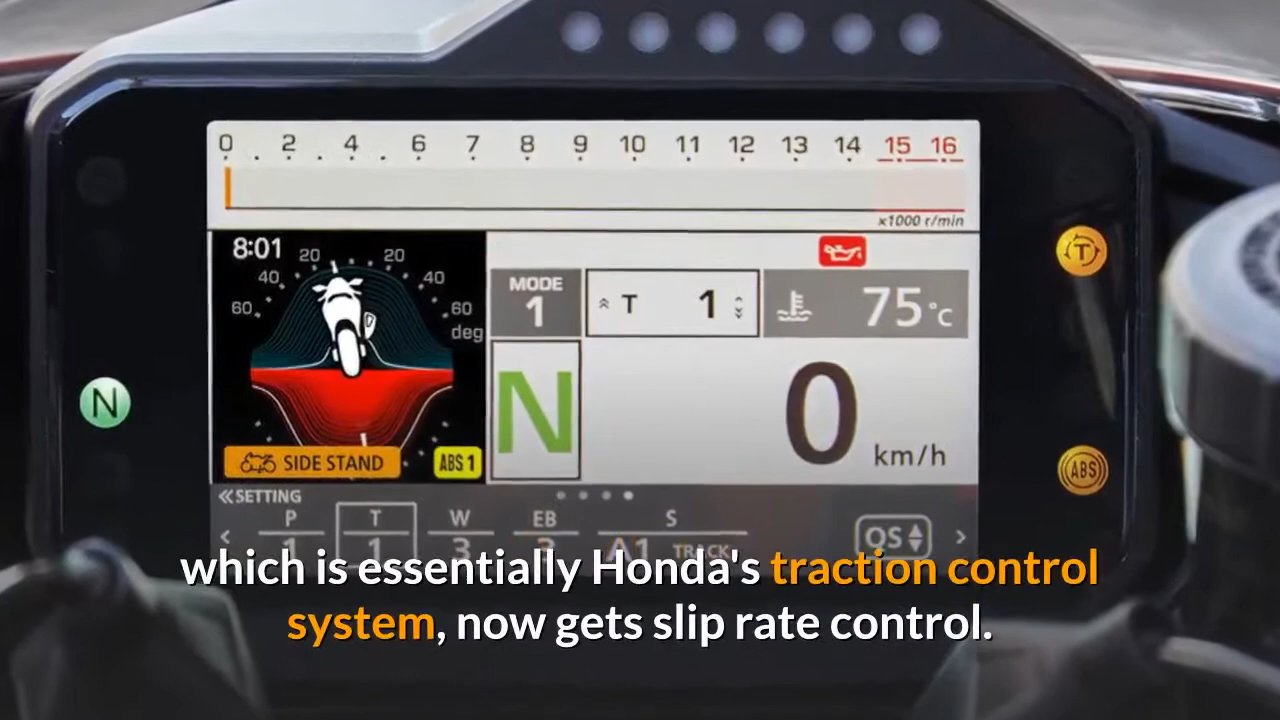 0 2 4 6 7 8 9 10 11 12 13 14 15 16
x1000 r/min
8:01
20 20
40 40
60 60
deg
MODE
1
T 1
75°C
T
N
N
0
km/h
SIDE STAND
ABS 1
ABS
SETTING
P T W EB S
1 1 3 A1 TRACK
QS
which is essentially Honda's traction control
system, now gets slip rate control.